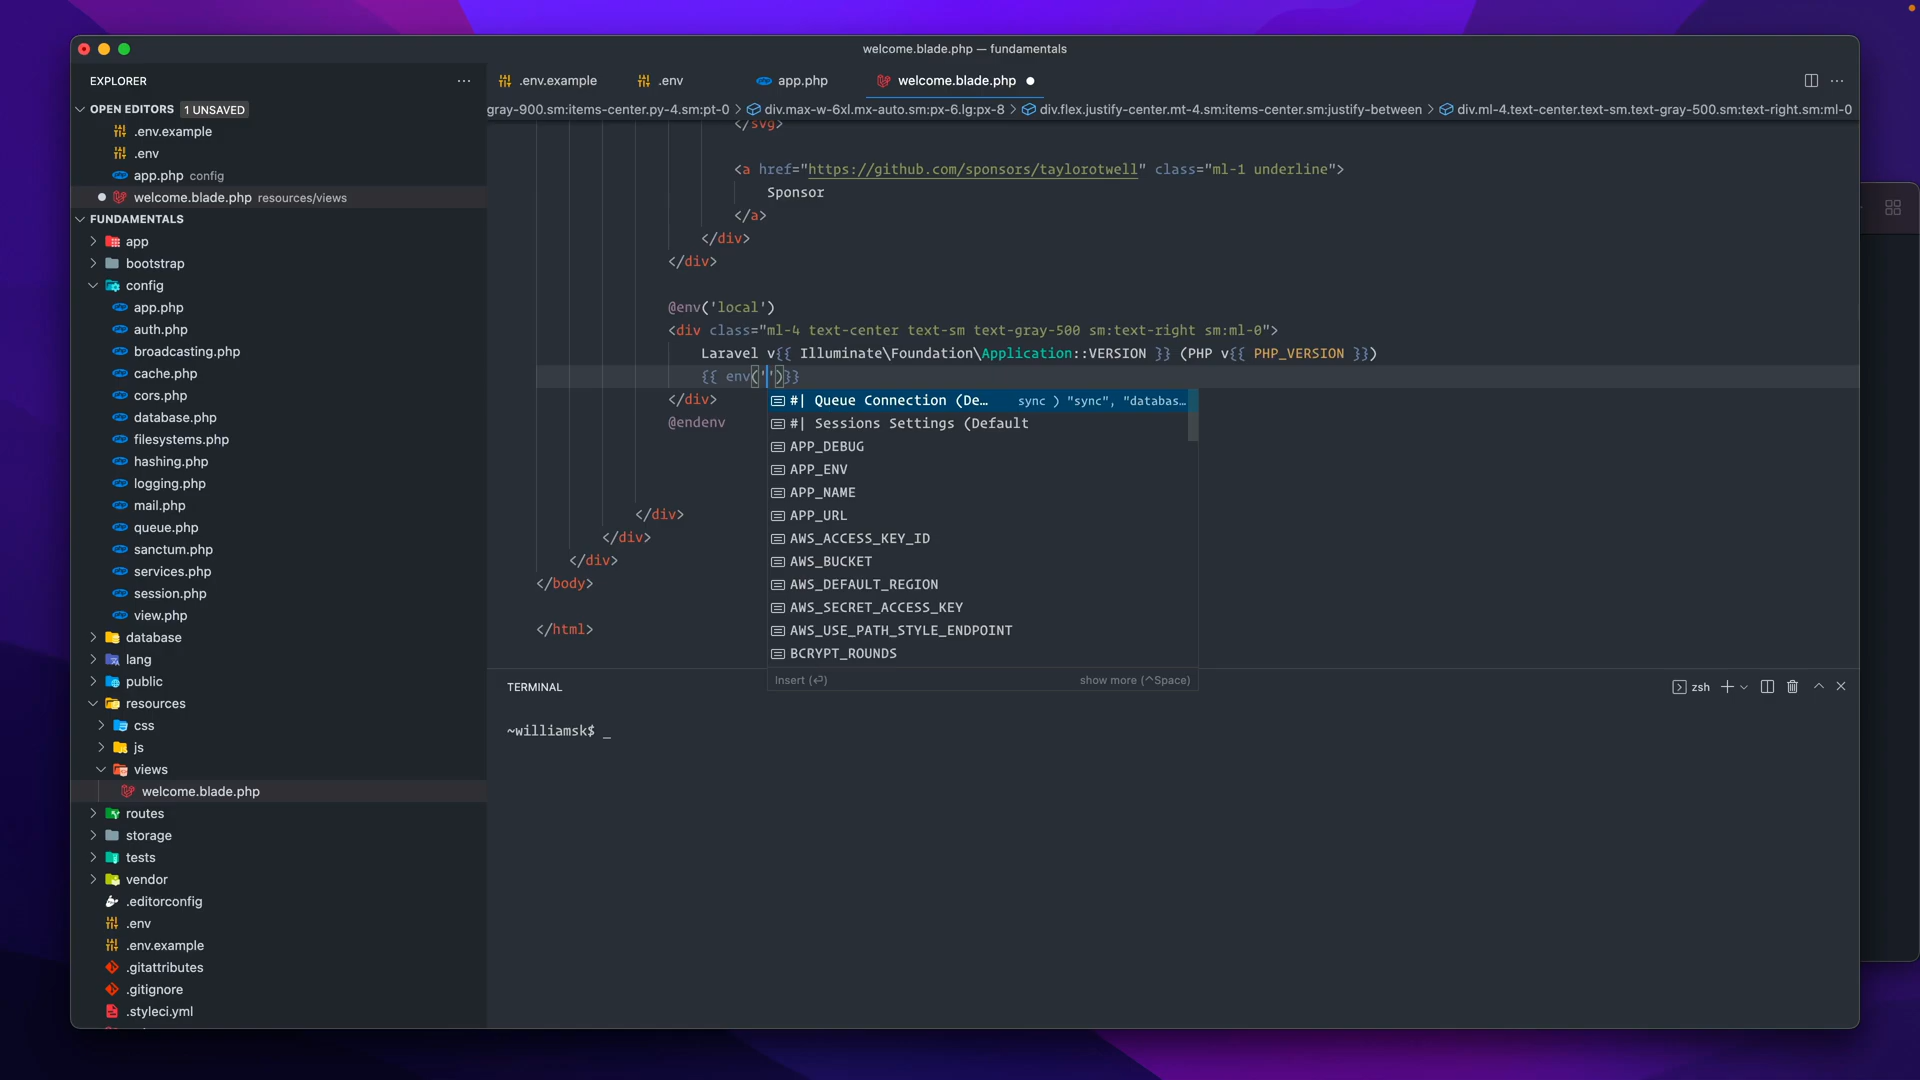 welcome.blade.php — fundamentals
EXPLORER
OPEN EDITORS 1 UNSAVED
.env.example
.env
app.php config
welcome.blade.php resources/views
FUNDAMENTALS
app
bootstrap
config
app.php
auth.php
broadcasting.php
cache.php
cors.php
database.php
filesystems.php
hashing.php
logging.php
mail.php
queue.php
sanctum.php
services.php
session.php
view.php
database
lang
public
resources
css
js
views
welcome.blade.php
routes
storage
tests
vendor
.editorconfig
.env
.env.example
.gitattributes
.gitignore
.styleci.yml
.env.example
.env
app.php
welcome.blade.php
gray-900.sm:items-center.py-4.sm:pt-0 > div.max-w-6xl.mx-auto.sm:px-6.lg:px-8 > div.flex.justify-center.mt-4.sm:items-center.sm:justify-between > div.ml-4.text-center.text-sm.text-gray-500.sm:text-right.sm:ml-0
</svg>
<a href="https://github.com/sponsors/taylorotwell" class="ml-1 underline">
Sponsor
</a>
</div>
</div>
@env('local')
<div class="ml-4 text-center text-sm text-gray-500 sm:text-right sm:ml-0">
Laravel v{{ Illuminate\Foundation\Application::VERSION }} (PHP v{{ PHP_VERSION }})
{{ env('')}}
</div>
@endenv
</div>
</div>
</div>
</body>
</html>
#| Queue Connection (De… sync ) "sync", "databas…
#| Sessions Settings (Default
APP_DEBUG
APP_ENV
APP_NAME
APP_URL
AWS_ACCESS_KEY_ID
AWS_BUCKET
AWS_DEFAULT_REGION
AWS_SECRET_ACCESS_KEY
AWS_USE_PATH_STYLE_ENDPOINT
BCRYPT_ROUNDS
Insert (⏎) show more (^Space)
TERMINAL
zsh
~williamsk$ _